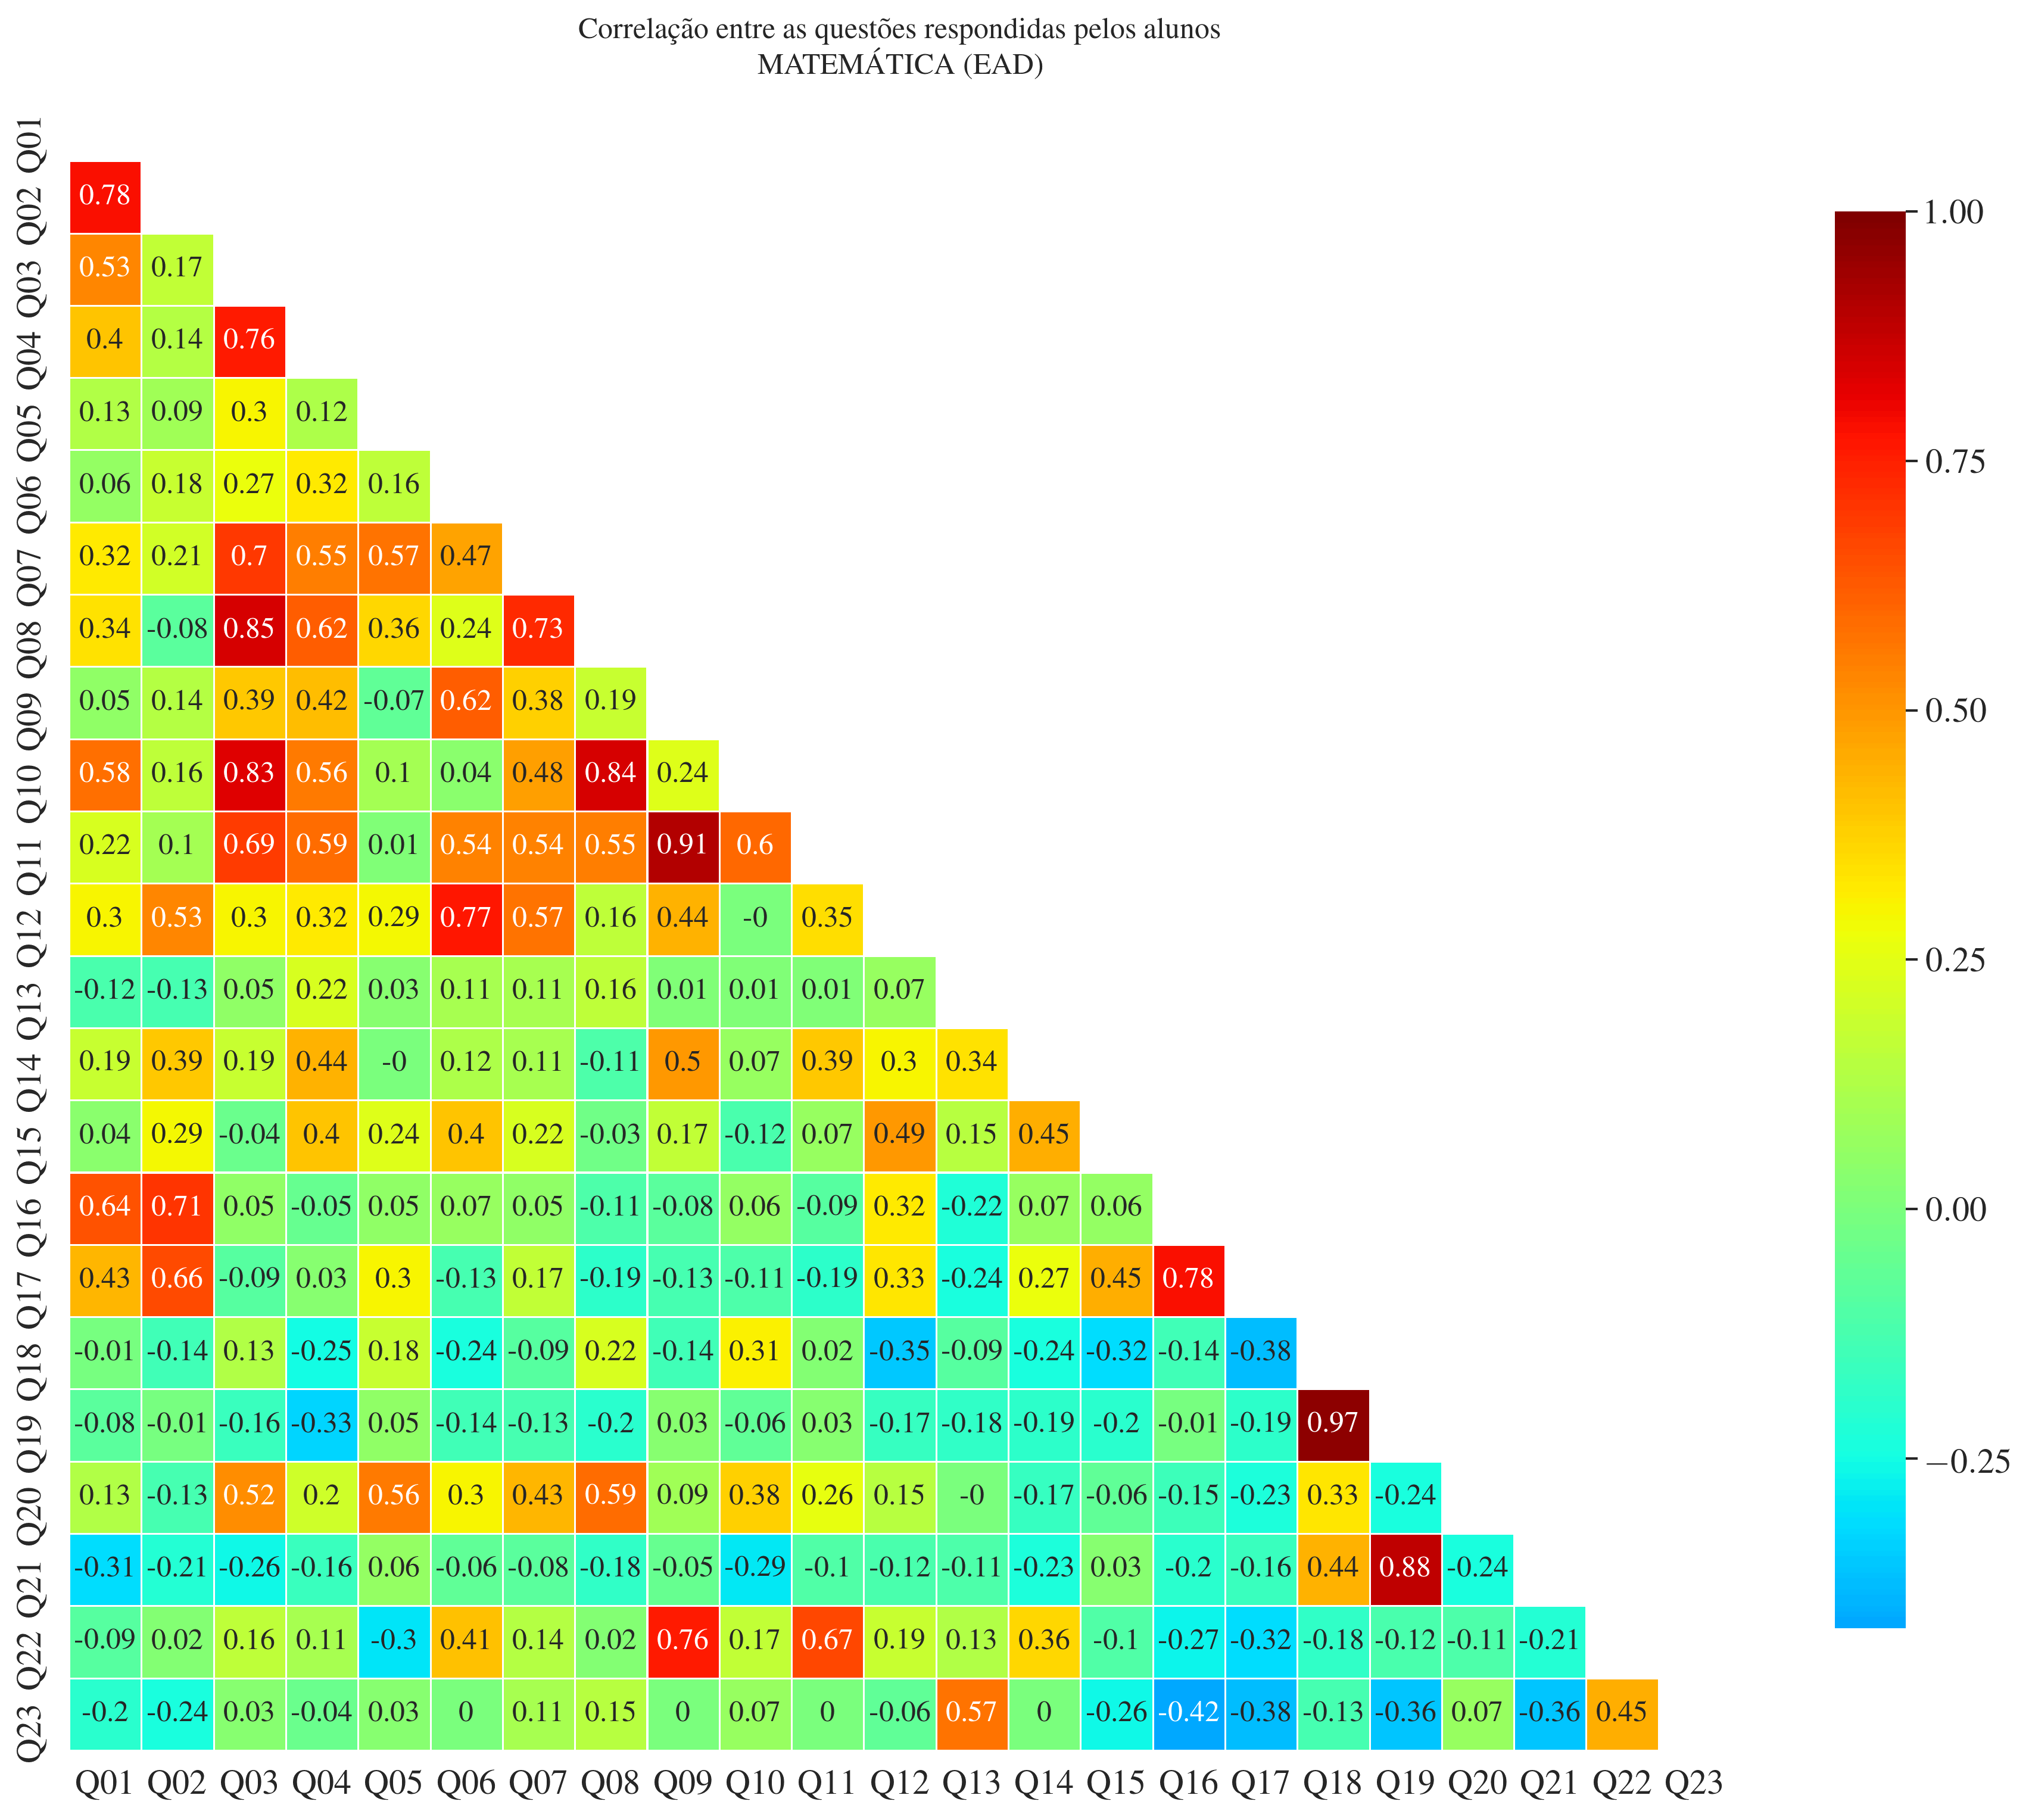 Correlação entre as questões respondidas pelos alunos
MATEMÁTICA (EAD)
Q01
Q02 0.78
Q03 0.53 0.17
Q04 0.4 0.14 0.76
Q05 0.13 0.09 0.3 0.12
Q06 0.06 0.18 0.27 0.32 0.16
Q07 0.32 0.21 0.7 0.55 0.57 0.47
Q08 0.34 -0.08 0.85 0.62 0.36 0.24 0.73
Q09 0.05 0.14 0.39 0.42 -0.07 0.62 0.38 0.19
Q10 0.58 0.16 0.83 0.56 0.1 0.04 0.48 0.84 0.24
Q11 0.22 0.1 0.69 0.59 0.01 0.54 0.54 0.55 0.91 0.6
Q12 0.3 0.53 0.3 0.32 0.29 0.77 0.57 0.16 0.44 -0 0.35
Q13 -0.12 -0.13 0.05 0.22 0.03 0.11 0.11 0.16 0.01 0.01 0.01 0.07
Q14 0.19 0.39 0.19 0.44 -0 0.12 0.11 -0.11 0.5 0.07 0.39 0.3 0.34
Q15 0.04 0.29 -0.04 0.4 0.24 0.4 0.22 -0.03 0.17 -0.12 0.07 0.49 0.15 0.45
Q16 0.64 0.71 0.05 -0.05 0.05 0.07 0.05 -0.11 -0.08 0.06 -0.09 0.32 -0.22 0.07 0.06
Q17 0.43 0.66 -0.09 0.03 0.3 -0.13 0.17 -0.19 -0.13 -0.11 -0.19 0.33 -0.24 0.27 0.45 0.78
Q18 -0.01 -0.14 0.13 -0.25 0.18 -0.24 -0.09 0.22 -0.14 0.31 0.02 -0.35 -0.09 -0.24 -0.32 -0.14 -0.38
Q19 -0.08 -0.01 -0.16 -0.33 0.05 -0.14 -0.13 -0.2 0.03 -0.06 0.03 -0.17 -0.18 -0.19 -0.2 -0.01 -0.19 0.97
Q20 0.13 -0.13 0.52 0.2 0.56 0.3 0.43 0.59 0.09 0.38 0.26 0.15 -0 -0.17 -0.06 -0.15 -0.23 0.33 -0.24
Q21 -0.31 -0.21 -0.26 -0.16 0.06 -0.06 -0.08 -0.18 -0.05 -0.29 -0.1 -0.12 -0.11 -0.23 0.03 -0.2 -0.16 0.44 0.88 -0.24
Q22 -0.09 0.02 0.16 0.11 -0.3 0.41 0.14 0.02 0.76 0.17 0.67 0.19 0.13 0.36 -0.1 -0.27 -0.32 -0.18 -0.12 -0.11 -0.21
Q23 -0.2 -0.24 0.03 -0.04 0.03 0 0.11 0.15 0 0.07 0 -0.06 0.57 0 -0.26 -0.42 -0.38 -0.13 -0.36 0.07 -0.36 0.45
Q01 Q02 Q03 Q04 Q05 Q06 Q07 Q08 Q09 Q10 Q11 Q12 Q13 Q14 Q15 Q16 Q17 Q18 Q19 Q20 Q21 Q22 Q23
1.00
0.75
0.50
0.25
0.00
−0.25